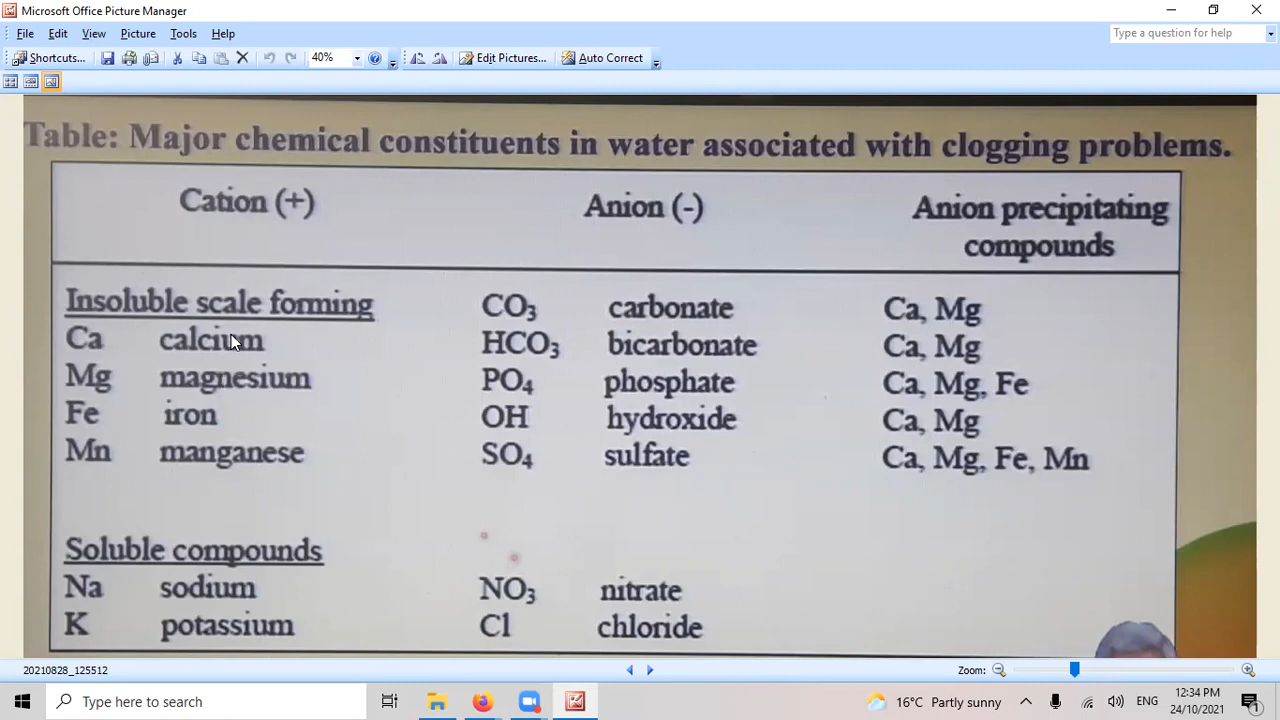 Microsoft Office Picture Manager
File Edit View Picture Tools Help
Type a question for help
Shortcuts... 40% Edit Pictures... Auto Correct
Table: Major chemical constituents in water associated with clogging problems.
Cation (+) Anion (-) Anion precipitating
compounds
Insoluble scale forming CO3 carbonate Ca, Mg
Ca calcium HCO3 bicarbonate Ca, Mg
Mg magnesium PO4 phosphate Ca, Mg, Fe
Fe iron OH hydroxide Ca, Mg
Mn manganese SO4 sulfate Ca, Mg, Fe, Mn
Soluble compounds
Na sodium NO3 nitrate
K potassium Cl chloride
20210828_125512 Zoom:
Type here to search 16°C Partly sunny ENG 12:34 PM
24/10/2021 1